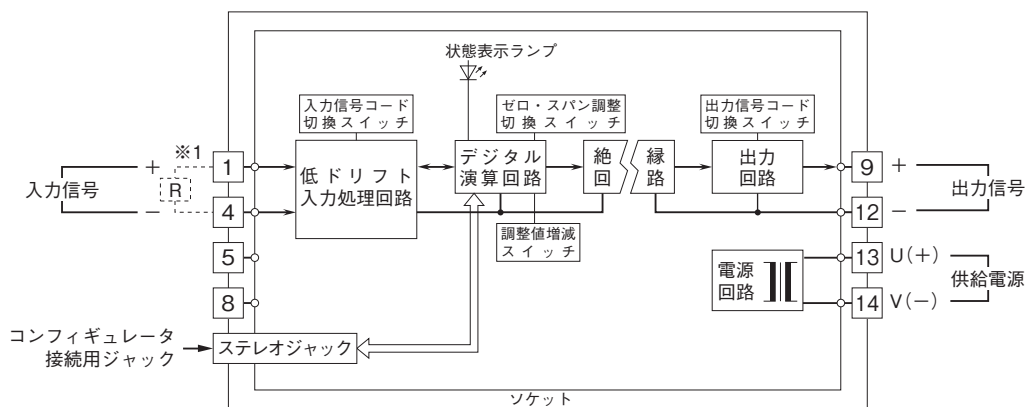 状態表示ランプ
入力信号コード
切換スイッチ
ゼロ・スパン調整
切換スイッチ
出力信号コード
切換スイッチ
※1
＋
R
－
入力信号
1
4
5
8
低ドリフト
入力処理回路
デジタル
演算回路
絶縁
回路
出力
回路
調整値増減
スイッチ
9
＋
12
－
出力信号
13
U(＋)
14
V(－)
供給電源
電源
回路
コンフィギュレータ
接続用ジャック
ステレオジャック
ソケット